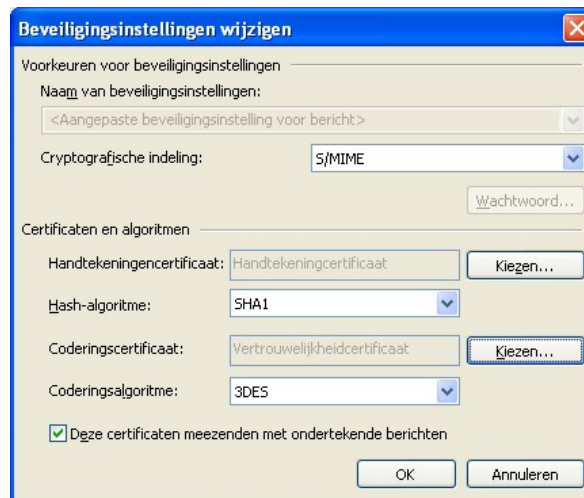 Beveiligingsinstellingen wijzigen
Voorkeuren voor beveiligingsinstellingen
Naam van beveiligingsinstellingen:
<Aangepaste beveiligingsinstelling voor bericht>
Cryptografische indeling: S/MIME
Wachtwoord...
Certificaten en algoritmen
Handtekeningencertificaat: Handtekeningcertificaat Kiezen...
Hash-algoritme: SHA1
Coderingscertificaat: Vertrouwelijkheidcertificaat Kiezen...
Coderingsalgoritme: 3DES
Deze certificaten meezenden met ondertekende berichten
OK Annuleren